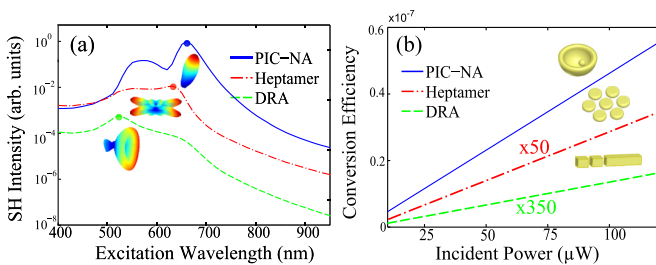 (a)
SH Intensity (arb. units)
10⁰
10⁻²
10⁻⁴
10⁻⁶
10⁻⁸
PIC−NA
Heptamer
DRA
400 500 600 700 800 900
Excitation Wavelength (nm)
(b)
x10⁻⁷
Conversion Efficiency
0.6
0.4
0.2
0
PIC−NA
Heptamer
DRA
x50
x350
25 50 75 100
Incident Power (μW)